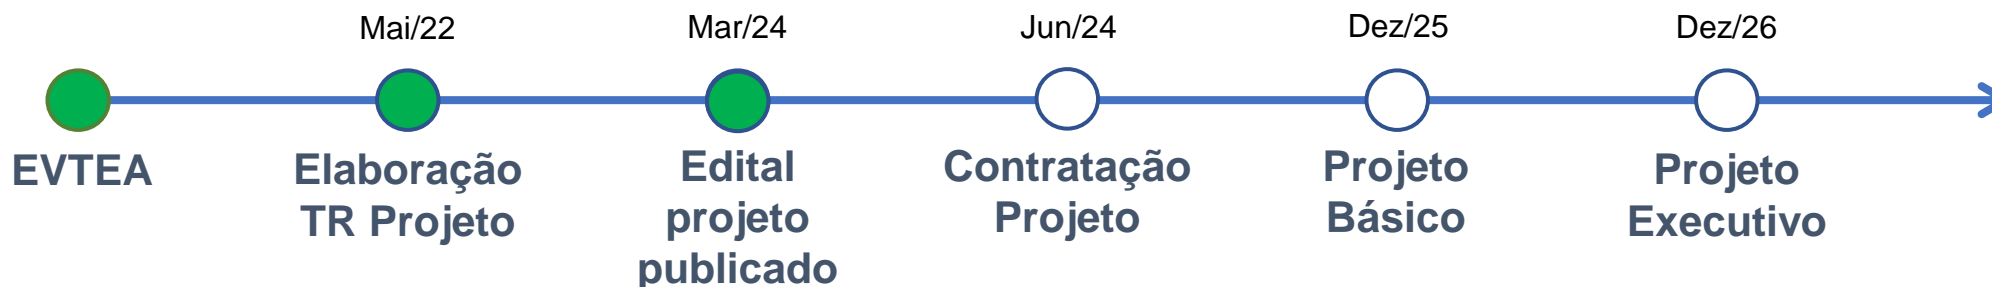 Mai/22
Mar/24
Jun/24
Dez/25
Dez/26
EVTEA
Elaboração
TR Projeto
Edital
projeto
publicado
Contratação
Projeto
Projeto
Básico
Projeto
Executivo